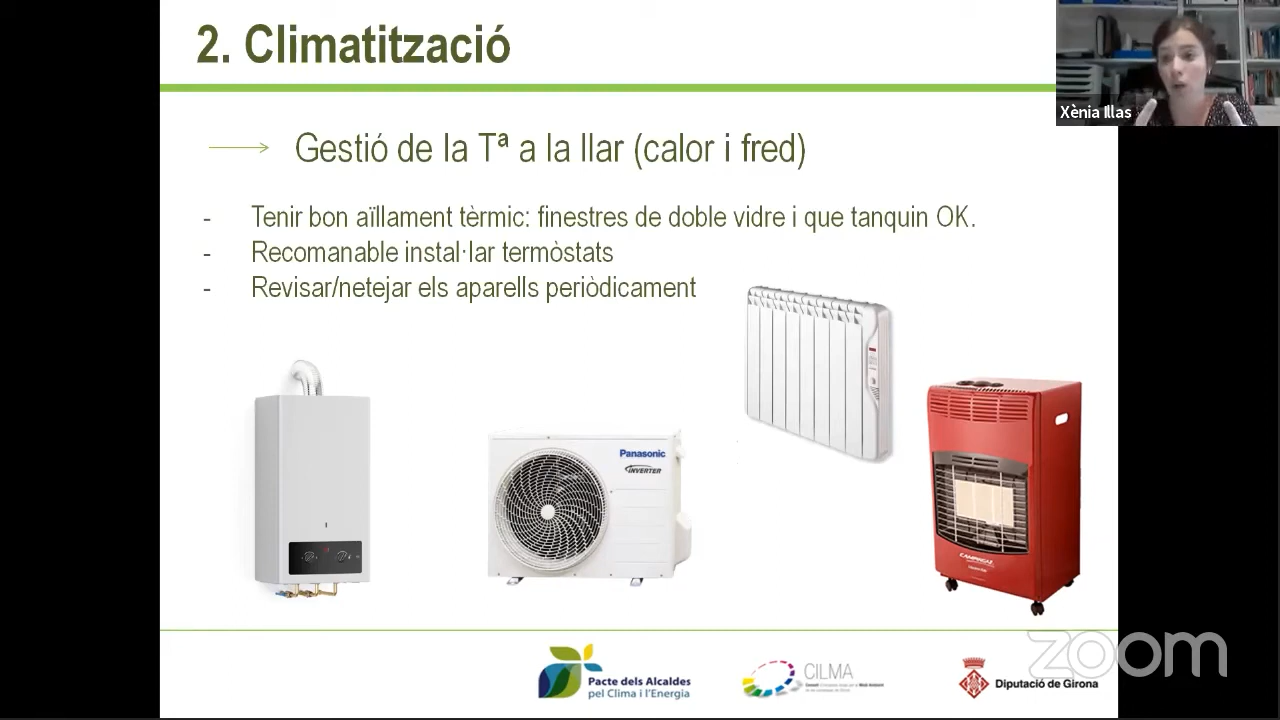 2. Climatització
Xènia Illas
Gestió de la Tª a la llar (calor i fred)
- Tenir bon aïllament tèrmic: finestres de doble vidre i que tanquin OK.
- Recomanable instal·lar termòstats
- Revisar/netejar els aparells periòdicament
Panasonic
INVERTER
CAMPINGAZ
zoom
Pacte dels Alcaldes
pel Clima i l'Energia
CILMA
Diputació de Girona